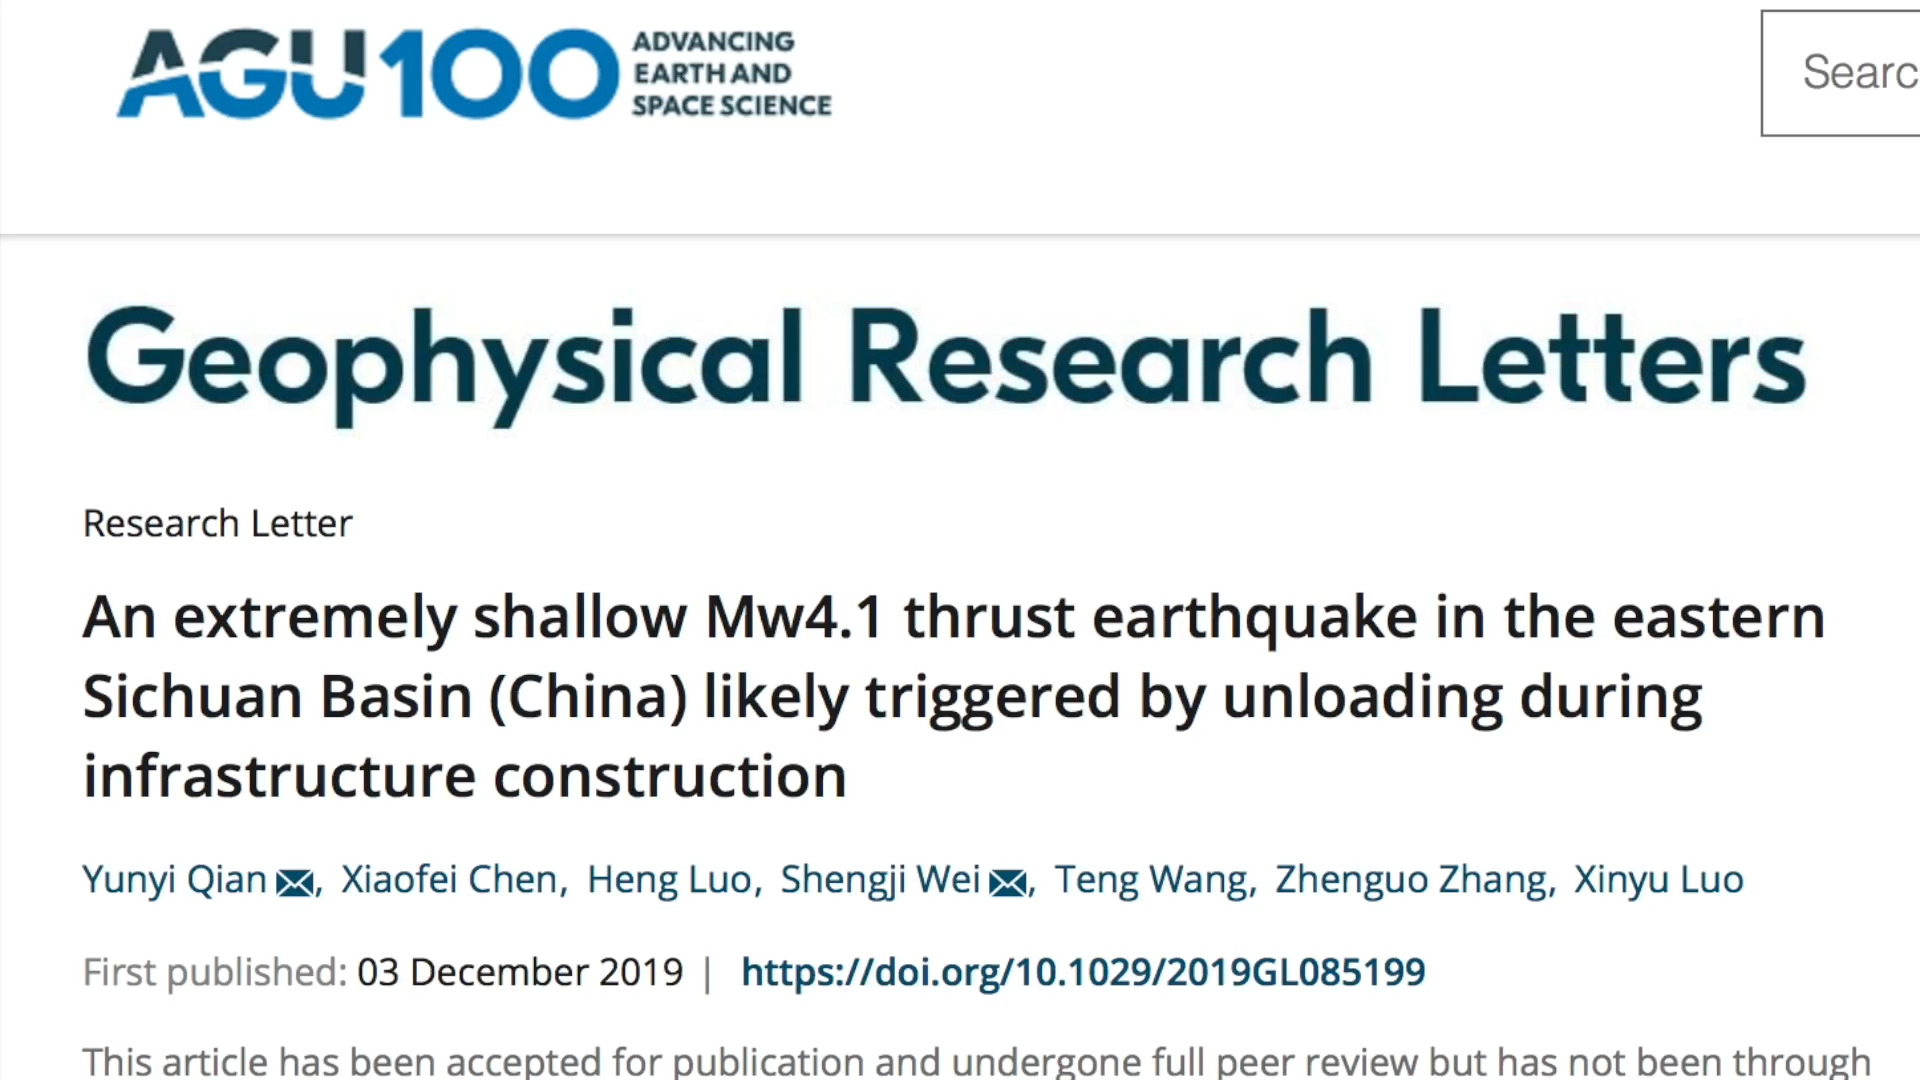 AGU100 ADVANCING
EARTH AND
SPACE SCIENCE
Searc
Geophysical Research Letters
Research Letter
An extremely shallow Mw4.1 thrust earthquake in the eastern
Sichuan Basin (China) likely triggered by unloading during
infrastructure construction
Yunyi Qian, Xiaofei Chen, Heng Luo, Shengji Wei, Teng Wang, Zhenguo Zhang, Xinyu Luo
First published: 03 December 2019 | https://doi.org/10.1029/2019GL085199
This article has been accepted for publication and undergone full peer review but has not been through